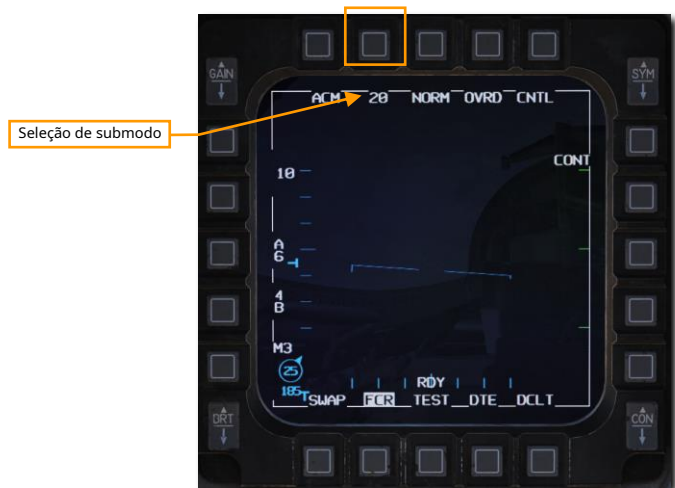 GAIN
SYM
ACM 20 NORM OVRD CNTL
Seleção de submodo
CONT
10
A
6
4
B
M3
25
RDY
185
SWAP FCR TEST DTE DCLT
DRT
CON